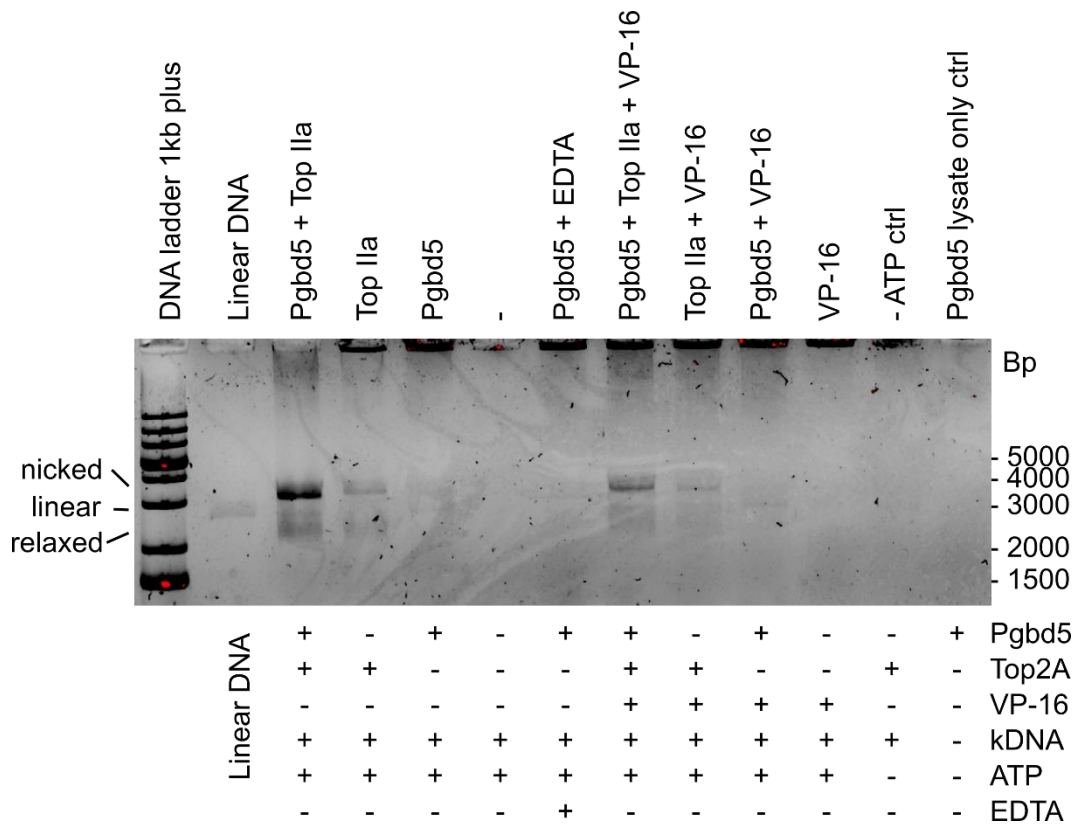 DNA ladder 1kb plus
Linear DNA
Pgbd5 + Top IIa
Top IIa
Pgbd5
-
Pgbd5 + EDTA
Pgbd5 + Top IIa + VP-16
Top IIa + VP-16
Pgbd5 + VP-16
VP-16
- ATP ctrl
Pgbd5 lysate only ctrl
Bp
nicked
linear
relaxed
- 5000
- 4000
- 3000
- 2000
- 1500
Linear DNA
+ - + - + + - + - - + Pgbd5
+ + - - - + + - - + - Top2A
- - - - - + + + + - - VP-16
+ + + + + + + + + + - kDNA
+ + + + + + + + + - - ATP
- - - - + - - - - - - EDTA